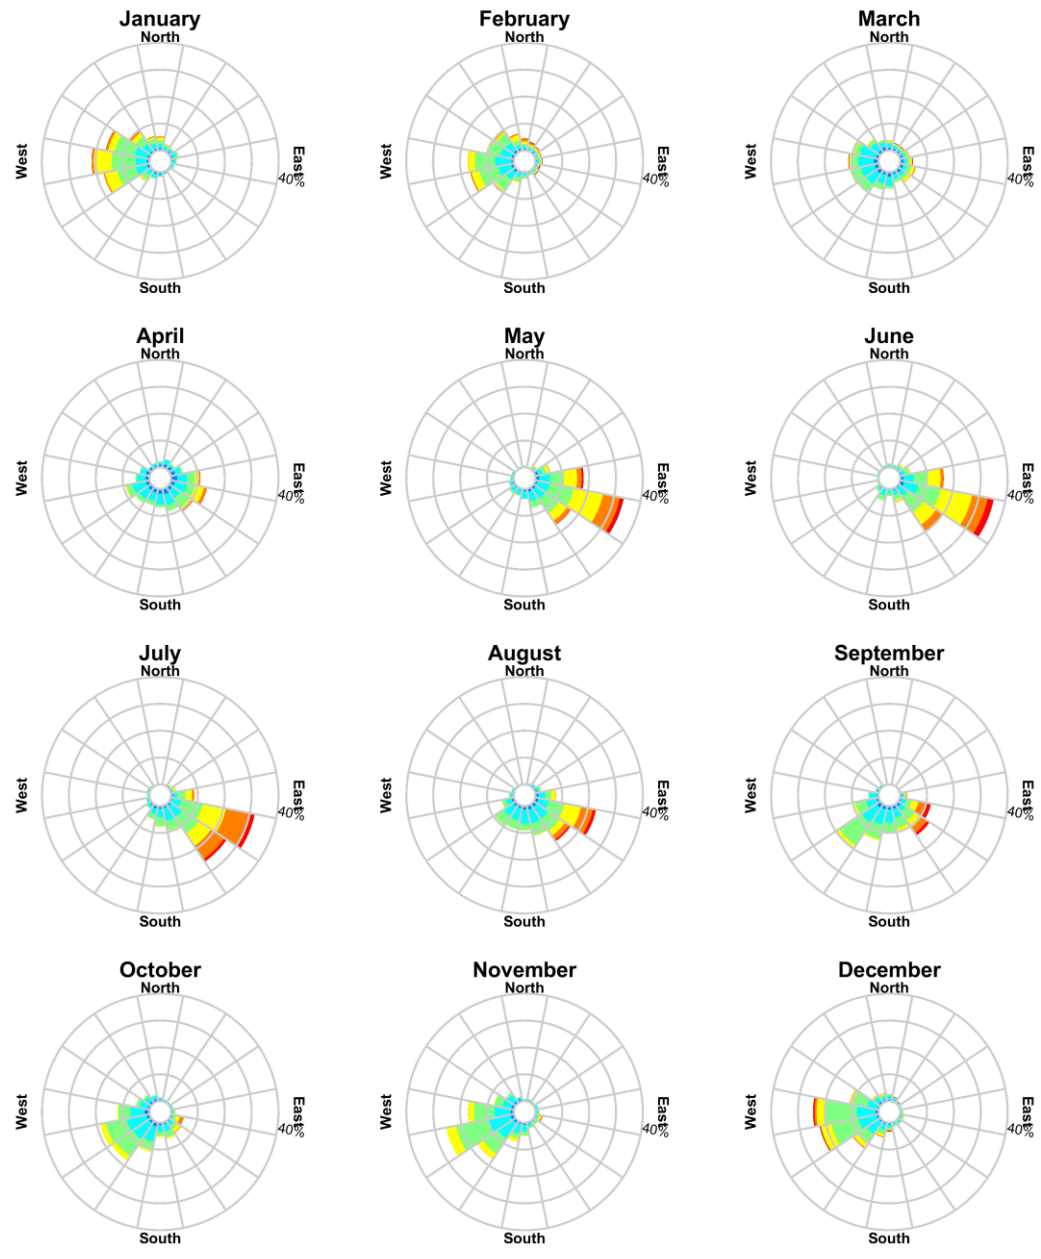 January
North
West
East
40%
South
February
North
West
East
40%
South
March
North
West
East
40%
South
April
North
West
East
40%
South
May
North
West
East
40%
South
June
North
West
East
40%
South
July
North
West
East
40%
South
August
North
West
East
40%
South
September
North
West
East
40%
South
October
North
West
East
40%
South
November
North
West
East
40%
South
December
North
West
East
40%
South